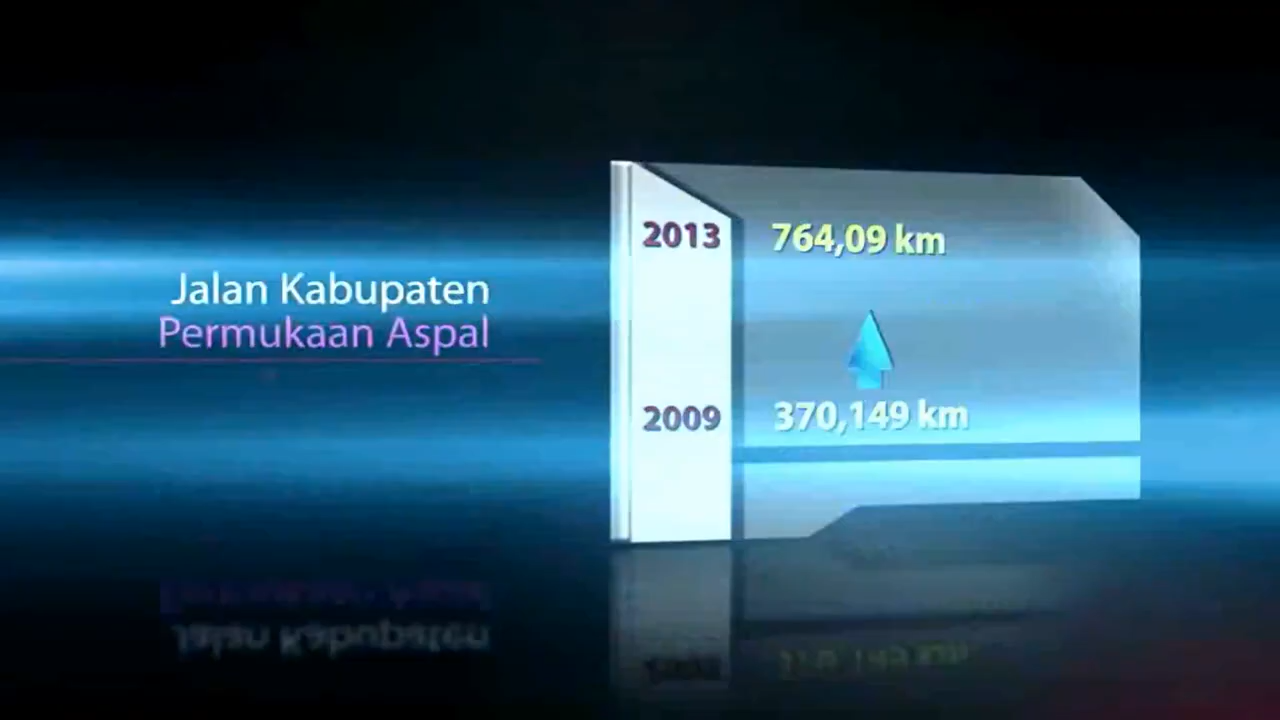 Jalan Kabupaten
Permukaan Aspal
2013 764,09 km
2009 370,149 km